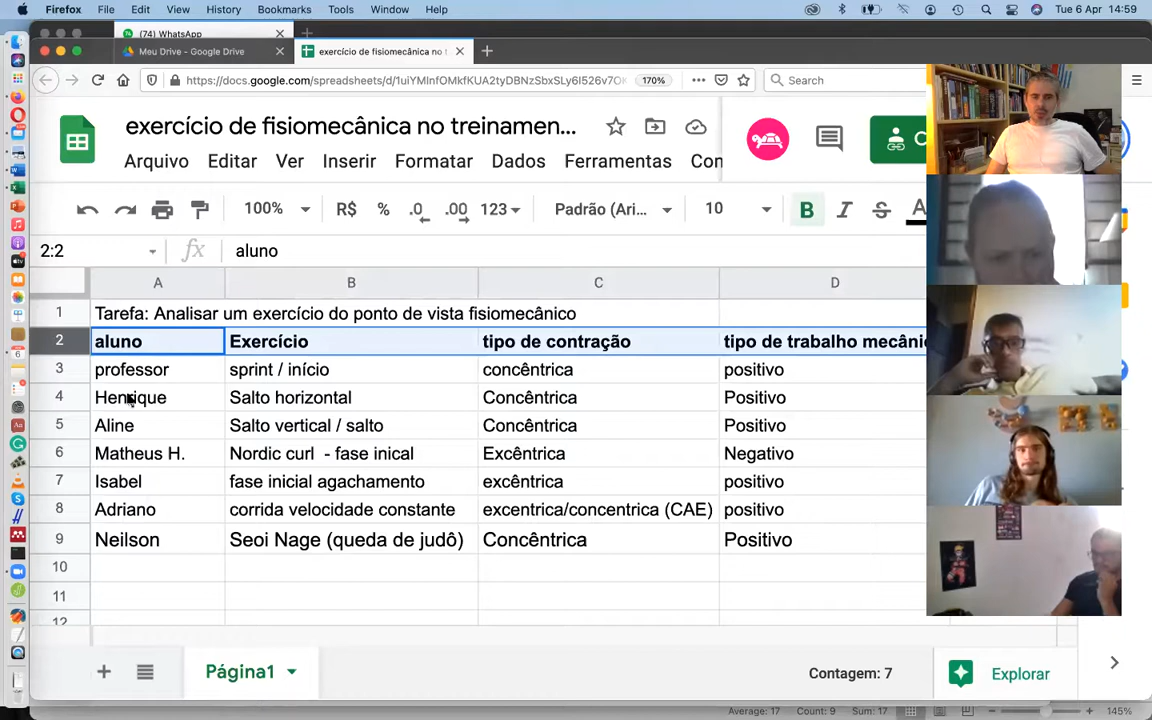 Firefox File Edit View History Bookmarks Tools Window Help Tue 6 Apr 14:59
(74) WhatsApp
Meu Drive - Google Drive exercício de fisiomecânica no t
https://docs.google.com/spreadsheets/d/1uiYMlnfOMkfKUA2tyDBNzSbxSLy6I526v7O 170% Search
exercício de fisiomecânica no treinamen...
Arquivo Editar Ver Inserir Formatar Dados Ferramentas Con
100% R$ % .0 .00 123 Padrão (Ari... 10 B I S A
2:2 fx aluno
A B C D
1 Tarefa: Analisar um exercício do ponto de vista fisiomecânico
2 aluno Exercício tipo de contração tipo de trabalho mecâni
3 professor sprint / início concêntrica positivo
4 Henrique Salto horizontal Concêntrica Positivo
5 Aline Salto vertical / salto Concêntrica Positivo
6 Matheus H. Nordic curl - fase inical Excêntrica Negativo
7 Isabel fase inicial agachamento excêntrica positivo
8 Adriano corrida velocidade constante excentrica/concentrica (CAE) positivo
9 Neilson Seoi Nage (queda de judô) Concêntrica Positivo
10
11
12
Página1 Contagem: 7 Explorar
Average: 17 Count: 9 Sum: 17 145%